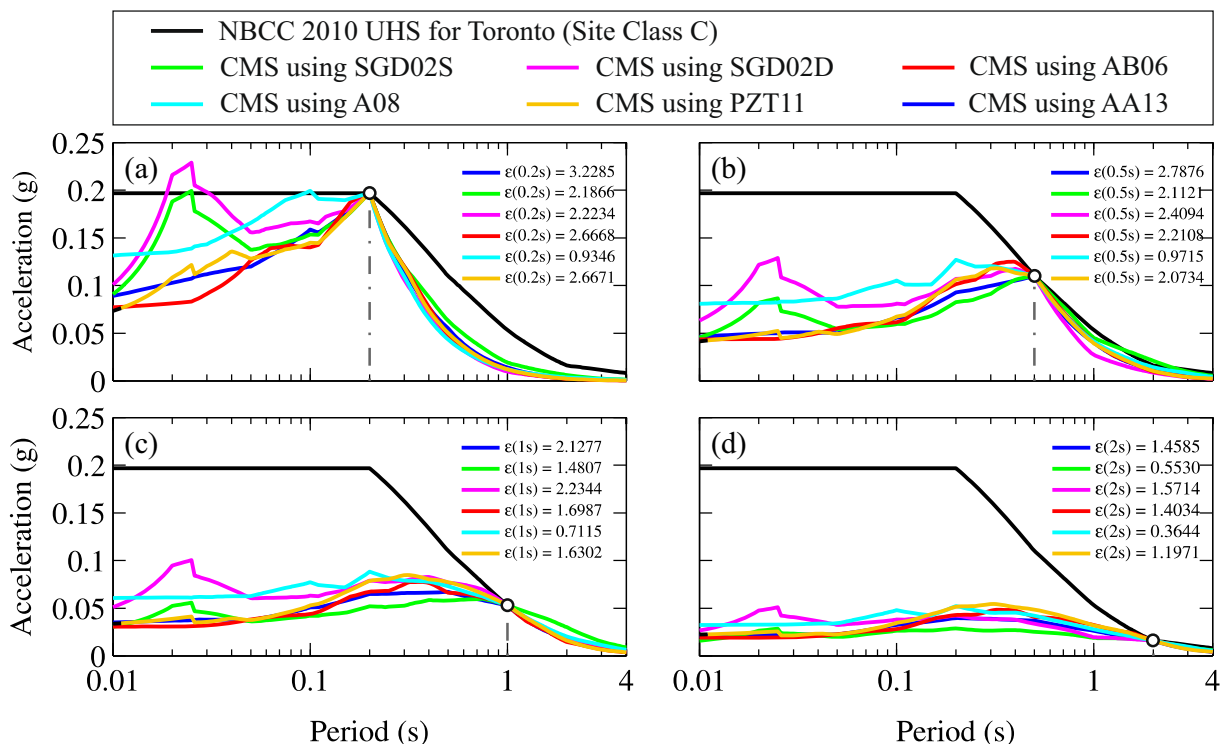 NBCC 2010 UHS for Toronto (Site Class C)
CMS using SGD02S CMS using SGD02D CMS using AB06
CMS using A08 CMS using PZT11 CMS using AA13
Acceleration (g)
0.25
0.2
0.15
0.1
0.05
0
(a)
ε(0.2s) = 3.2285
ε(0.2s) = 2.1866
ε(0.2s) = 2.2234
ε(0.2s) = 2.6668
ε(0.2s) = 0.9346
ε(0.2s) = 2.6671
(b)
ε(0.5s) = 2.7876
ε(0.5s) = 2.1121
ε(0.5s) = 2.4094
ε(0.5s) = 2.2108
ε(0.5s) = 0.9715
ε(0.5s) = 2.0734
Acceleration (g)
0.25
0.2
0.15
0.1
0.05
0
(c)
ε(1s) = 2.1277
ε(1s) = 1.4807
ε(1s) = 2.2344
ε(1s) = 1.6987
ε(1s) = 0.7115
ε(1s) = 1.6302
0.01 0.1 1 4
Period (s)
(d)
ε(2s) = 1.4585
ε(2s) = 0.5530
ε(2s) = 1.5714
ε(2s) = 1.4034
ε(2s) = 0.3644
ε(2s) = 1.1971
0.01 0.1 1 4
Period (s)